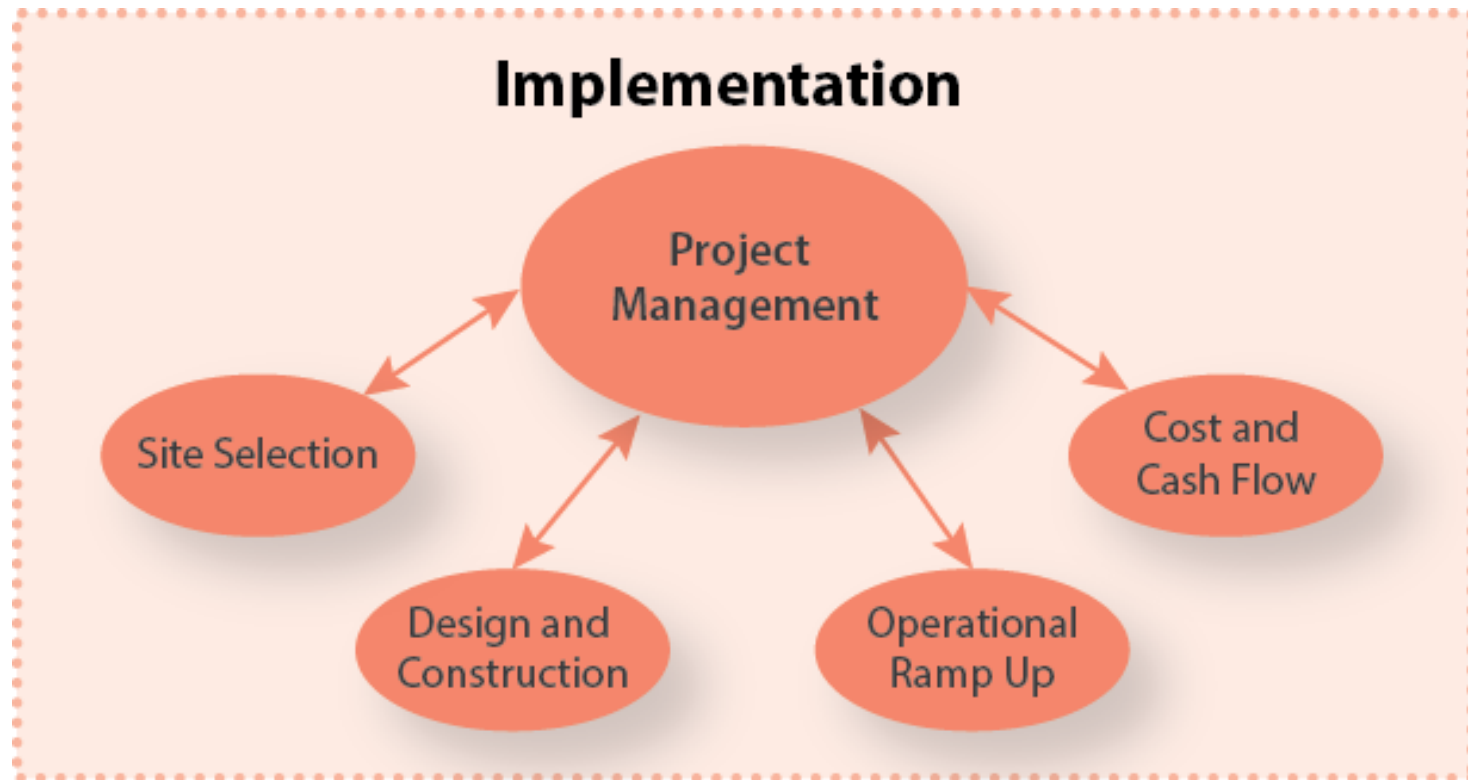 Implementation
Project
Management
Site Selection
Cost and
Cash Flow
Design and
Construction
Operational
Ramp Up